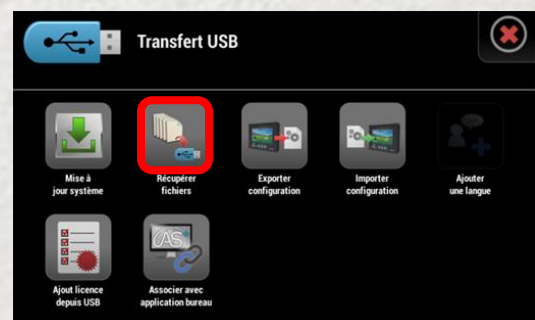 Transfert USB
Mise à
jour système
Récupérer
fichiers
Exporter
configuration
Importer
configuration
Ajouter
une langue
Ajout licence
depuis USB
Associer avec
application bureau